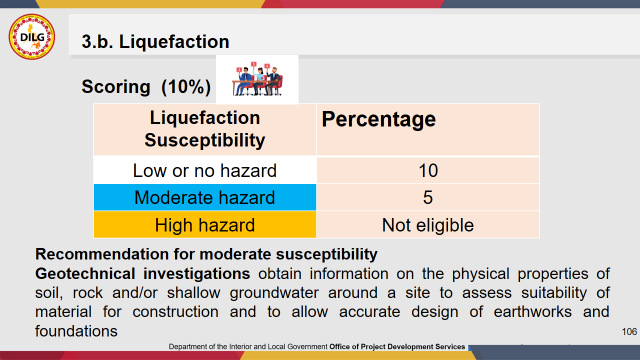 DILG
3.b. Liquefaction
Scoring (10%)
Liquefaction
Susceptibility
Percentage
Low or no hazard
10
Moderate hazard
5
High hazard
Not eligible
Recommendation for moderate susceptibility
Geotechnical investigations obtain information on the physical properties of
soil, rock and/or shallow groundwater around a site to assess suitability of
material for construction and to allow accurate design of earthworks and
foundations
106
Department of the Interior and Local Government Office of Project Development Services